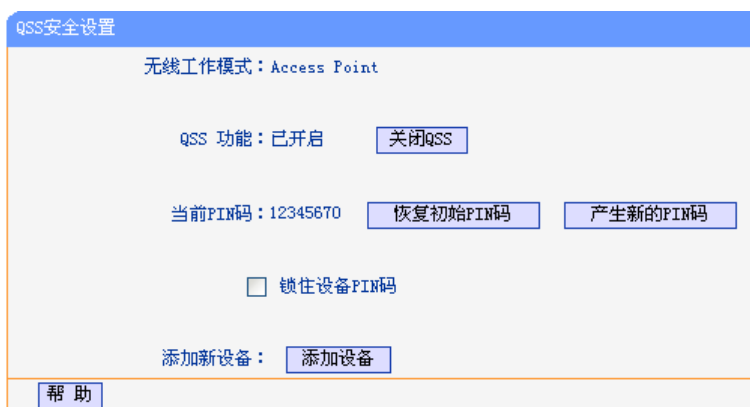 QSS安全设置
无线工作模式：Access Point
QSS 功能：已开启 关闭QSS
当前PIN码：12345670 恢复初始PIN码 产生新的PIN码
锁住设备PIN码
添加新设备： 添加设备
帮 助